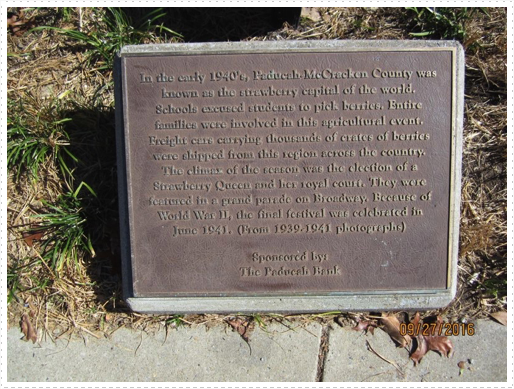 In the early 1940's, Paducah-McCracken County was
known as the strawberry capital of the world.
Schools excused students to pick berries. Entire
families were involved in this agricultural event.
Freight cars carrying thousands of crates of berries
were shipped from this region across the country.
The climax of the season was the election of a
Strawberry Queen and her royal court. They were
featured in a grand parade on Broadway. Because of
World War II, the final festival was celebrated in
June 1941. (From 1939-1941 photographs)
Sponsored by:
The Paducah Bank
09/27/2016